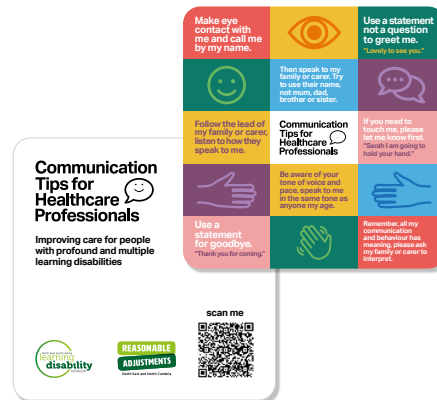 Make eye
contact with
me and call me
by my name.
Use a statement
not a question
to greet me.
"Lovely to see you."
Then speak to my
family or carer. Try
to use their name,
not mum, dad,
brother or sister.
Follow the lead of
my family or carer,
listen to how they
speak to me.
Communication
Tips for
Healthcare
Professionals
If you need to
touch me, please
let me know first.
"Sarah I am going to
hold your hand."
Be aware of your
tone of voice and
pace, speak to me
in the same tone as
anyone my age.
Use a
statement
for goodbye.
"Thank you for coming."
Remember, all my
communication
and behaviour has
meaning, please ask
my family or carer to
interpret.
Communication
Tips for
Healthcare
Professionals
Improving care for people
with profound and multiple
learning disabilities
scan me
North East and Cumbria
learning
disability
REASONABLE
ADJUSTMENTS
North East and North Cumbria